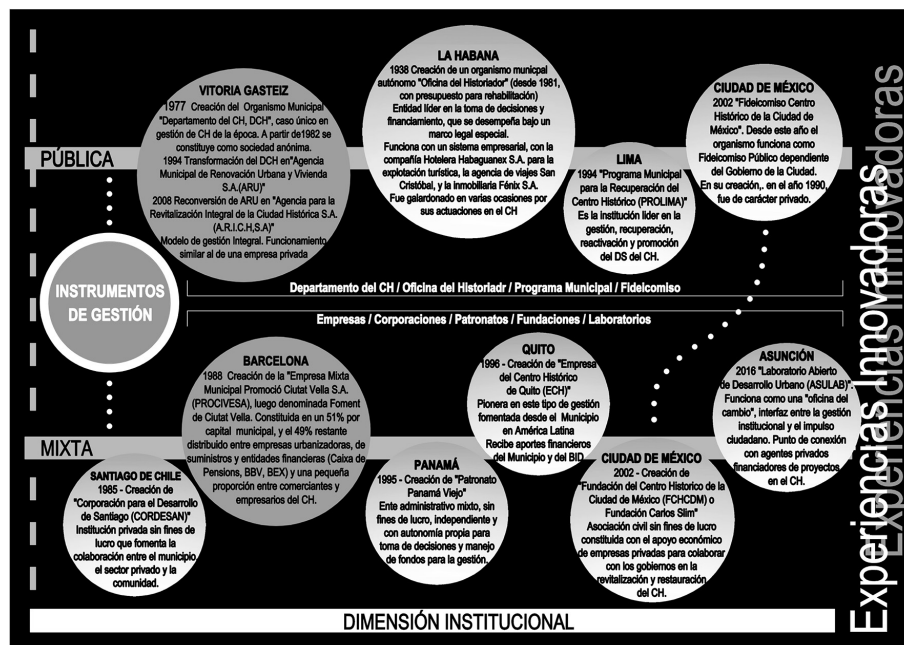 VITORIA GASTEIZ
1977 Creación del Organismo Municipal
"Departamento del CH, DCH", caso único en
gestión de CH de la época. A partir de1982 se
constituye como sociedad anónima.
1994 Transformación del DCH en"Agencia
Municipal de Renovación Urbana y Vivienda
S.A.(ARU)"
2008 Reconversión de ARU en "Agencia para la
Revitalización Integral de la Ciudad Histórica S.A.
(A.R.I.C.H,S.A)"
Modelo de gestión Integral. Funcionamiento
similar al de una empresa privada
LA HABANA
1938 Creación de un organismo municpal
autónomo "Oficina del Historiador" (desde 1981,
con presupuesto para rehabilitación)
Entidad líder en la toma de decisiones y
financiamiento, que se desempeña bajo un
marco legal especial.
Funciona con un sistema empresarial, con la
compañía Hotelera Habaguanex S.A. para la
explotación turística, la agencia de viajes San
Cristóbal, y la inmobiliaria Fénix S.A.
Fue galardonado en varias ocasiones por
sus actuaciones en el CH
LIMA
1994 "Programa Municipal
para la Recuperación del
Centro Histórico (PROLIMA)"
Es la institución líder en la
gestión, recuperación,
reactivación y promoción
del DS del CH.
CIUDAD DE MÉXICO
2002 "Fideicomiso Centro
Histórico de la Ciudad de
México". Desde este año el
organismo funciona como
Fideicomiso Público dependiente
del Gobierno de la Ciudad.
En su creación,. en el año 1990,
fue de carácter privado.
PÚBLICA
INSTRUMENTOS
DE GESTIÓN
Departamento del CH / Oficina del Historiadr / Programa Municipal / Fideicomiso
Empresas / Corporaciones / Patronatos / Fundaciones / Laboratorios
MIXTA
SANTIAGO DE CHILE
1985 - Creación de
"Corporación para el Desarrollo
de Santiago (CORDESAN)"
Institución privada sin fines de
lucro que fomenta la
colaboración entre el municipio
el sector privado y la
comunidad.
BARCELONA
1988 Creación de la "Empresa Mixta
Municipal Promoció Ciutat Vella S.A.
(PROCIVESA), luego denominada Foment
de Ciutat Vella. Constituida en un 51% por
capital municipal, y el 49% restante
distribuido entre empresas urbanizadoras,
de suministros y entidades financieras (Caixa de
Pensions, BBV, BEX) y una pequeña
proporción entre comerciantes y
empresarios del CH.
PANAMÁ
1995 - Creación de "Patronato
Panamá Viejo"
Ente administrativo mixto, sin
fines de lucro, independiente y
con autonomía propia para
toma de decisiones y manejo
de fondos para la gestión.
QUITO
1996 - Creación de "Empresa
del Centro Histórico
de Quito (ECH)"
Pionera en este tipo de gestión
fomentada desde el Municipio
en América Latina
Recibe aportes financieros
del Municipio y del BID
CIUDAD DE MÉXICO
2002 - Creación de
"Fundación del Centro Historico de la
Ciudad de México (FCHCDM) o
Fundación Carlos Slim"
Asociación civil sin fines de lucro
constituida con el apoyo económico
de empresas privadas para colaborar
con los gobiernos en la
revitalización y restauración
del CH.
ASUNCIÓN
2016 "Laboratorio Abierto
de Desarrollo Urbano (ASULAB)".
Funciona como una "oficina del
cambio", interfaz entre la gestión
institucional y el impulso
ciudadano. Punto de conexión
con agentes privados
financiadores de proyectos
en el CH.
DIMENSIÓN INSTITUCIONAL
Experiencias Innovadoras
Experiencias Innovadoras